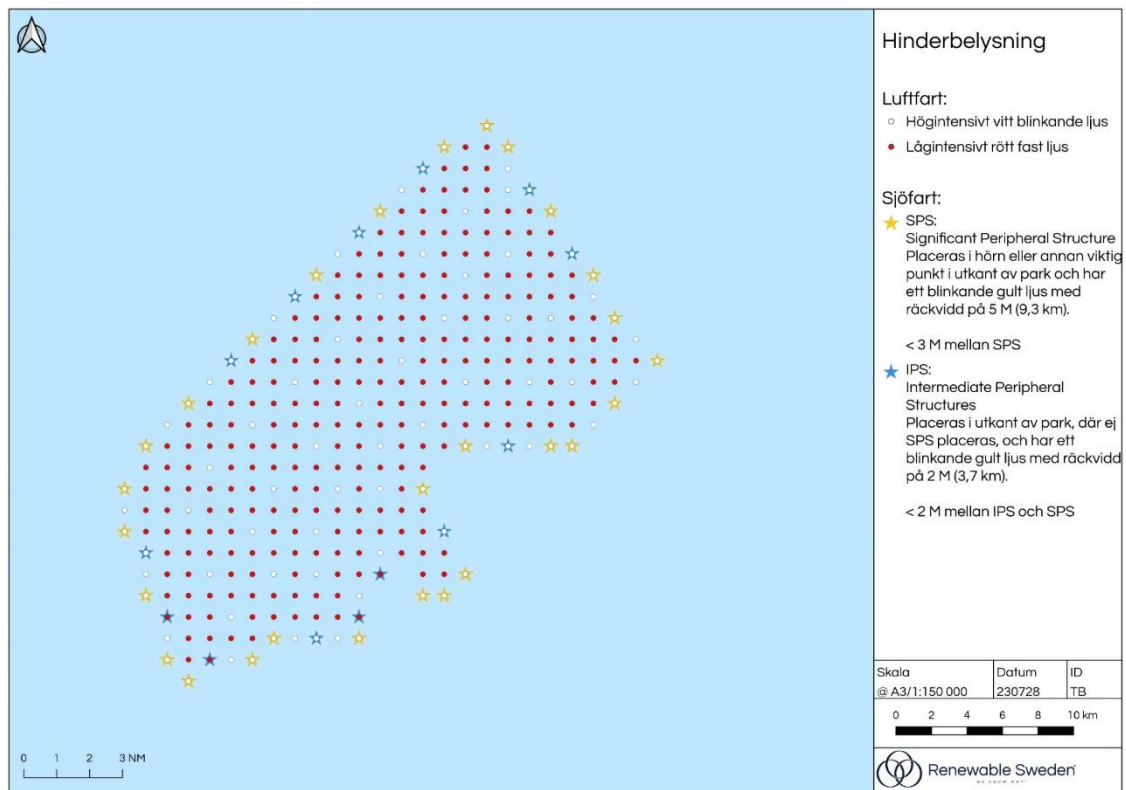 Hinderbelysning
Luftfart:
Högintensivt vitt blinkande ljus
Lågintensivt rött fast ljus
Sjöfart:
SPS:
Significant Peripheral Structure
Placeras i hörn eller annan viktig
punkt i utkant av park och har
ett blinkande gult ljus med
räckvidd på 5 M (9,3 km).
< 3 M mellan SPS
IPS:
Intermediate Peripheral
Structures
Placeras i utkant av park, där ej
SPS placeras, och har ett
blinkande gult ljus med räckvidd
på 2 M (3,7 km).
< 2 M mellan IPS och SPS
Skala Datum ID
@ A3/1:150 000 230728 TB
0 2 4 6 8 10 km
Renewable Sweden
WE KNOW WHY
0 1 2 3 NM